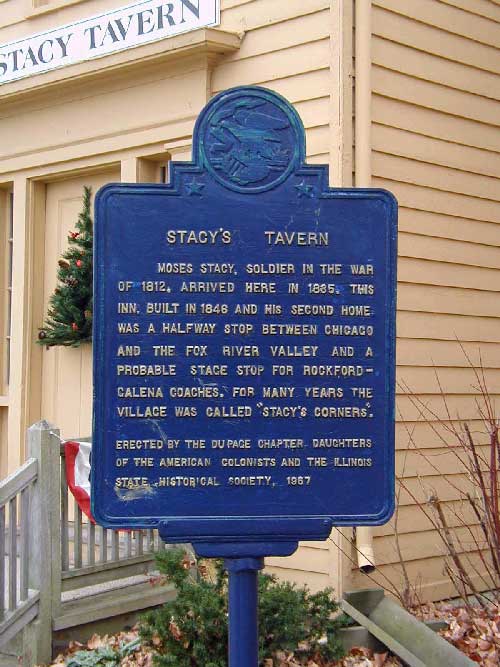 STACY TAVERN
STACY'S TAVERN
MOSES STACY, SOLDIER IN THE WAR
OF 1812, ARRIVED HERE IN 1835. THIS
INN, BUILT IN 1846 AND HIS SECOND HOME
WAS A HALFWAY STOP BETWEEN CHICAGO
AND THE FOX RIVER VALLEY AND A
PROBABLE STAGE STOP FOR ROCKFORD-
GALENA COACHES. FOR MANY YEARS THE
VILLAGE WAS CALLED "STACY'S CORNERS".
ERECTED BY THE DUPAGE CHAPTER DAUGHTERS
OF THE AMERICAN COLONISTS AND THE ILLINOIS
STATE HISTORICAL SOCIETY, 1967